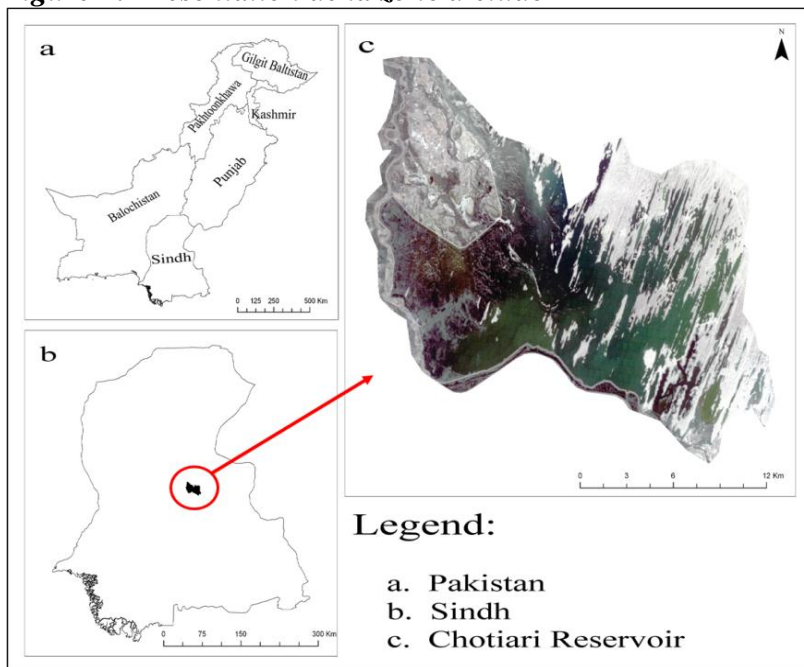 a
Gilgit Baltistan
Pakhtoonkhawa
Kashmir
Punjab
Balochistan
Sindh
0 125 250 500 Km
b
0 75 150 300 Km
c
N
0 3 6 12 Km
Legend:
a. Pakistan
b. Sindh
c. Chotiari Reservoir